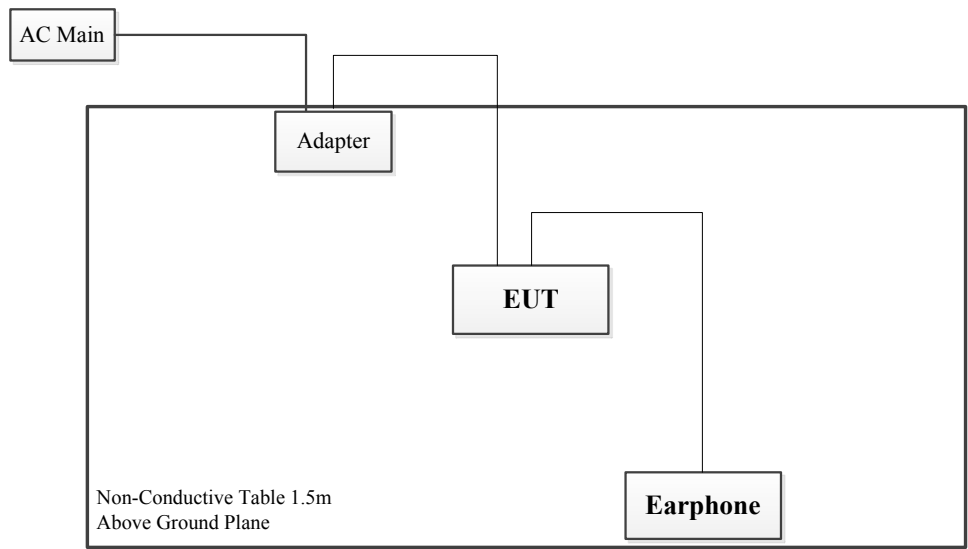 AC Main
Adapter
EUT
Earphone
Non-Conductive Table 1.5m
Above Ground Plane